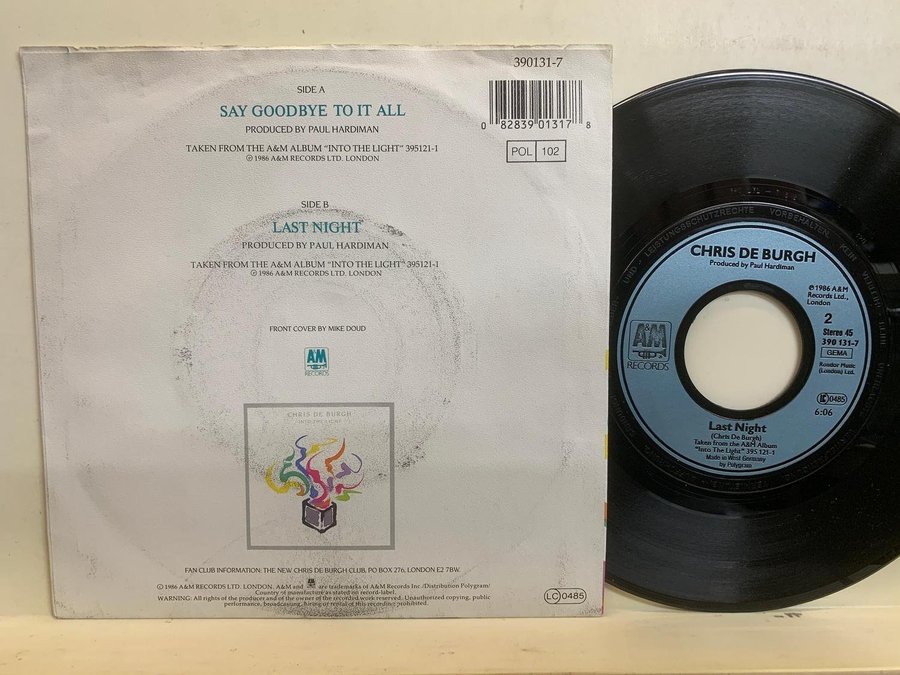 390131-7
SIDE A
SAY GOODBYE TO IT ALL
PRODUCED BY PAUL HARDIMAN
TAKEN FROM THE A&M ALBUM "INTO THE LIGHT" 395121-1
℗ 1986 A&M RECORDS LTD. LONDON
0 82839 01317 8
POL 102
SIDE B
LAST NIGHT
PRODUCED BY PAUL HARDIMAN
TAKEN FROM THE A&M ALBUM "INTO THE LIGHT" 395121-1
℗ 1986 A&M RECORDS LTD. LONDON
FRONT COVER BY MIKE DOUD
A&M
RECORDS
CHRIS DE BURGH
INTO THE LIGHT
FAN CLUB INFORMATION: THE NEW CHRIS DE BURGH CLUB, PO BOX 276, LONDON E2 7BW.
© 1986 A&M RECORDS LTD. LONDON. A&M and are trademarks of A&M Records Inc./Distribution Polygram/
Country of manufacture as stated on record-label.
WARNING: All rights of the producer and of the owner of the recorded work reserved. Unauthorized copying, public
performance, broadcasting, hiring or rental of this recording prohibited.
LC 0485
UND LEISTUNGSSCHUTZRECHTE VORBEHALTEN KEIN
CHRIS DE BURGH
Produced by Paul Hardiman
℗ 1986 A&M
Records Ltd.,
London
2
Stereo 45
390 131-7
GEMA
Rondor Music
(London) Ltd.
LC 0485
6:06
A&M
RECORDS
Last Night
(Chris De Burgh)
Taken from the A&M Album
"Into The Light" 395 121-1
Made in West Germany
by Polygram